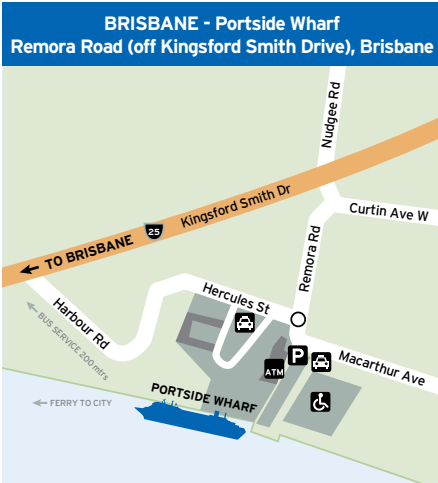 BRISBANE - Portside Wharf
Remora Road (off Kingsford Smith Drive), Brisbane
Nudgee Rd
Kingsford Smith Dr
25
TO BRISBANE
Curtin Ave W
Remora Rd
Hercules St
Harbour Rd
BUS SERVICE 200 mtrs
P
Macarthur Ave
ATM
PORTSIDE WHARF
FERRY TO CITY